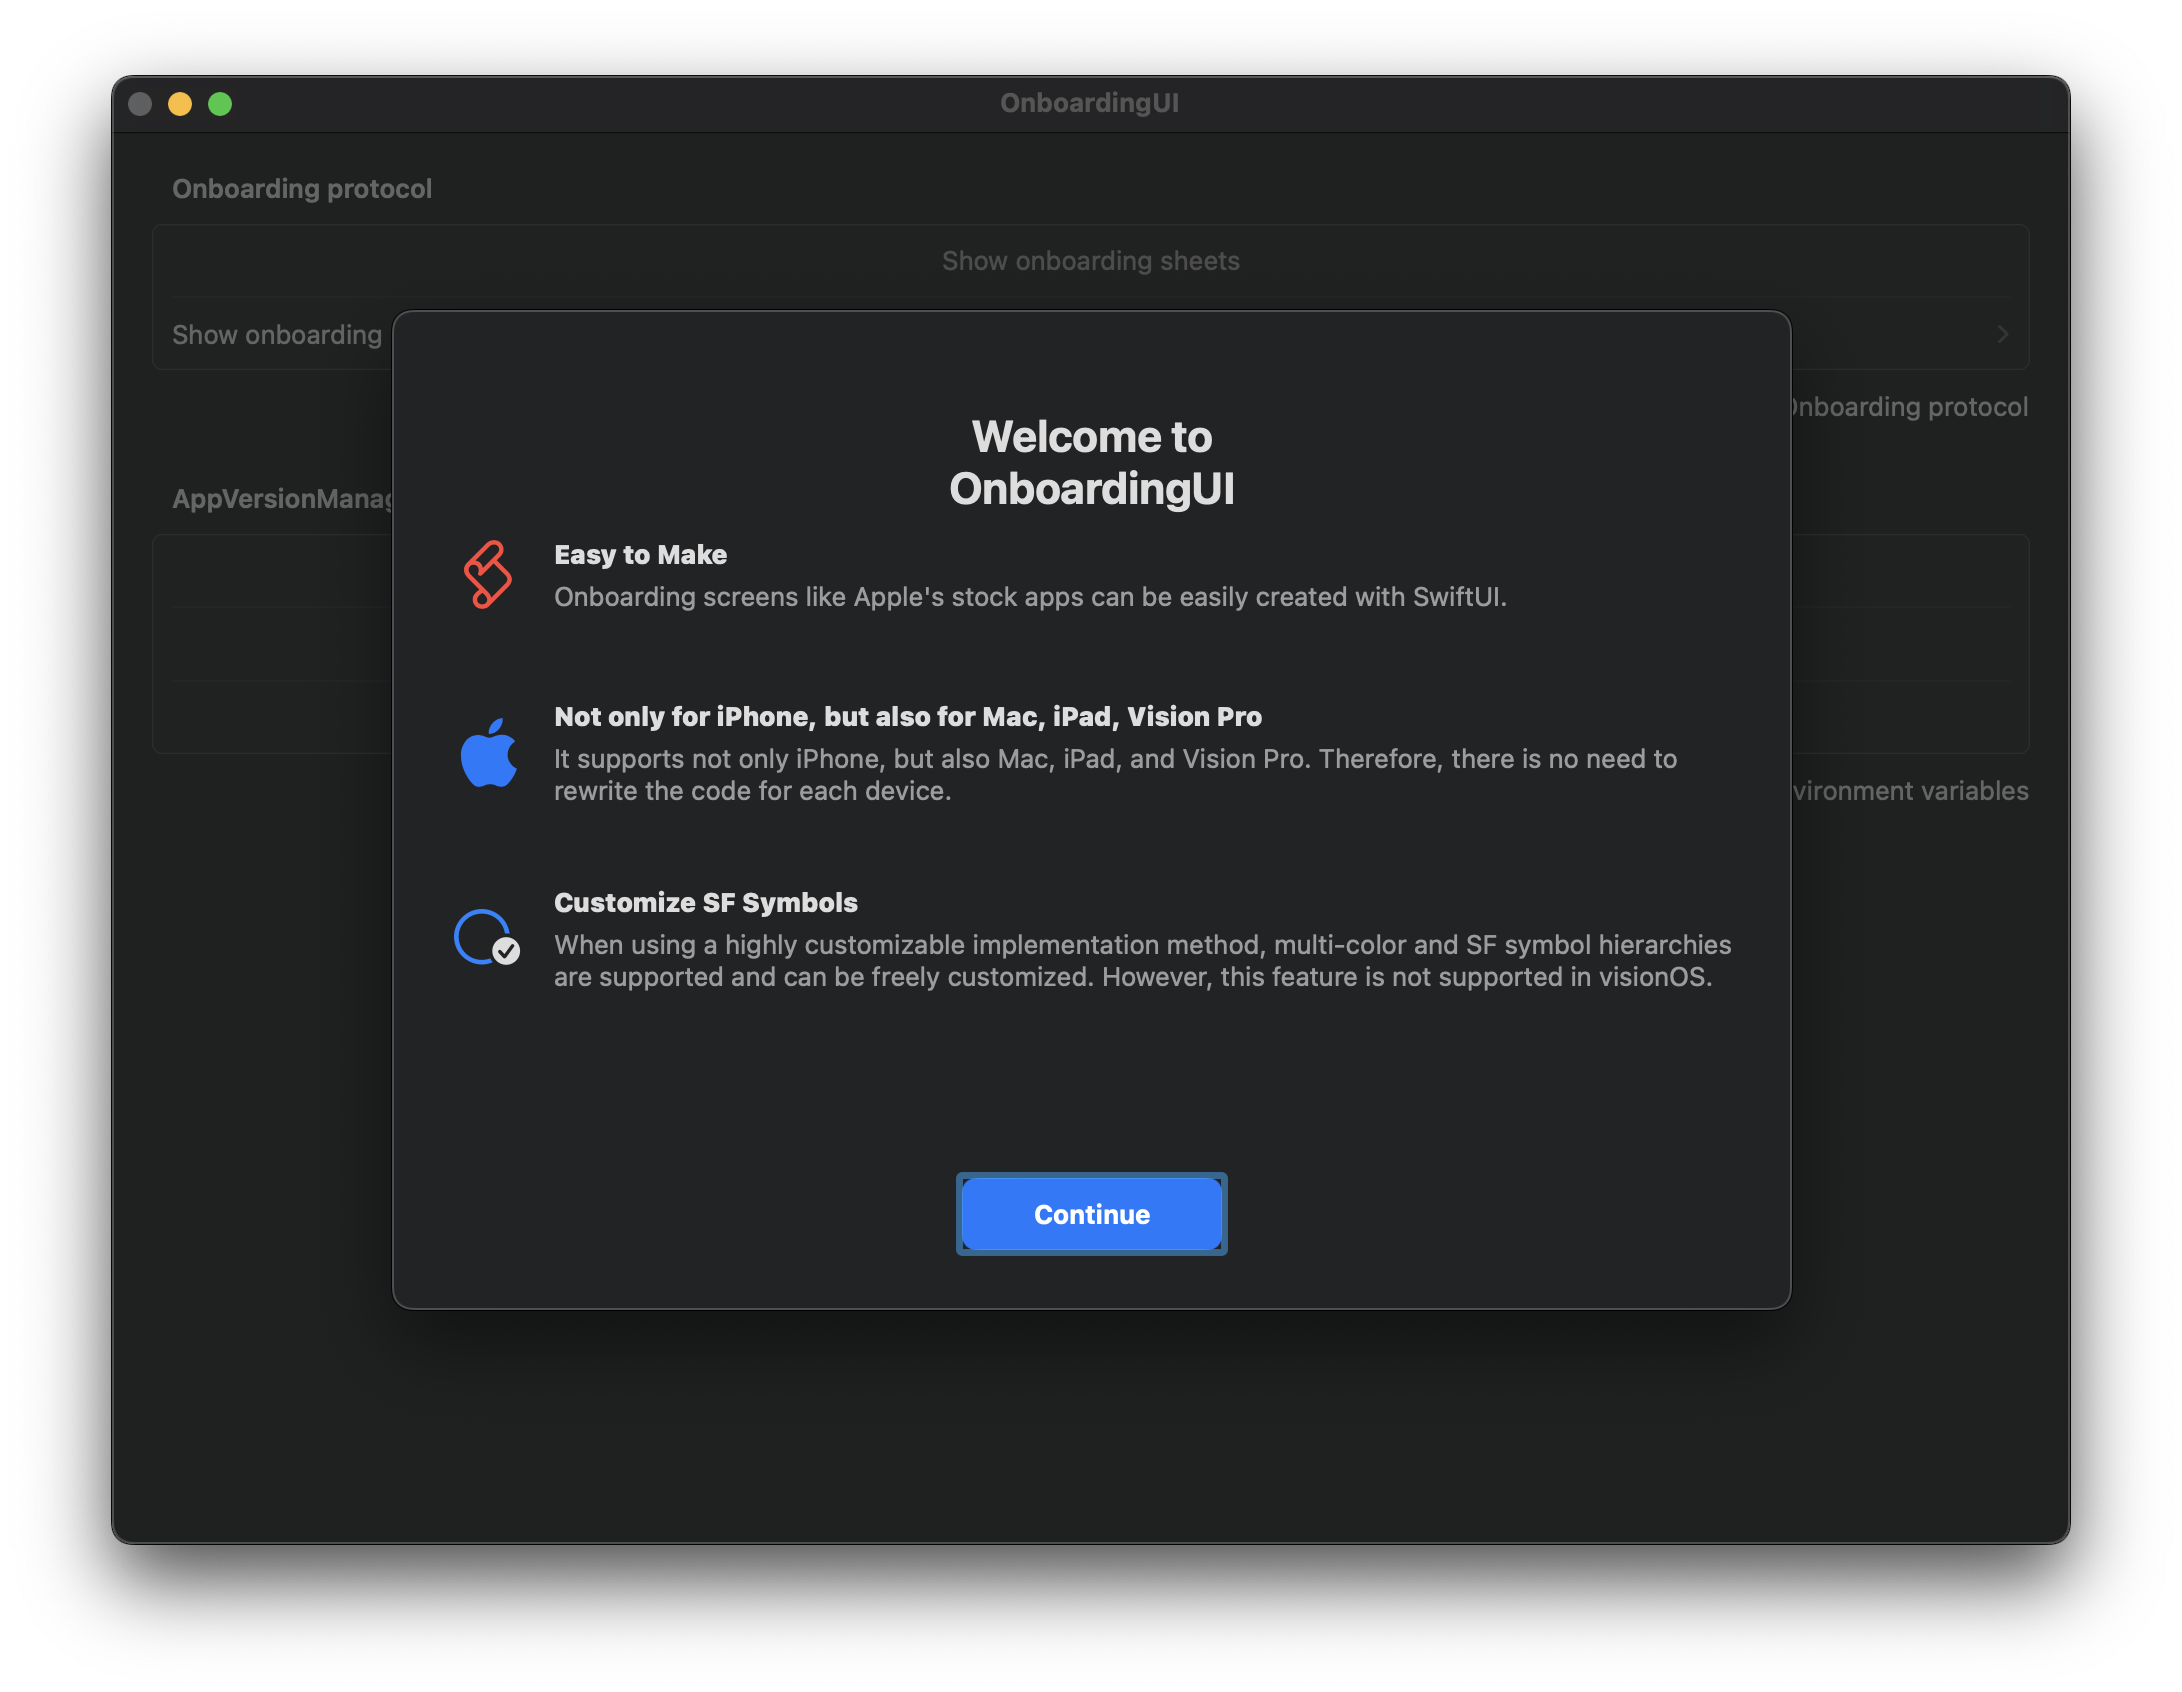 OnboardingUI
Onboarding protocol
Show onboarding sheets
Show onboarding
nboarding protocol
AppVersionManag
vironment variables
Welcome to
OnboardingUI
Easy to Make
Onboarding screens like Apple's stock apps can be easily created with SwiftUI.
Not only for iPhone, but also for Mac, iPad, Vision Pro
It supports not only iPhone, but also Mac, iPad, and Vision Pro. Therefore, there is no need to
rewrite the code for each device.
Customize SF Symbols
When using a highly customizable implementation method, multi-color and SF symbol hierarchies
are supported and can be freely customized. However, this feature is not supported in visionOS.
Continue